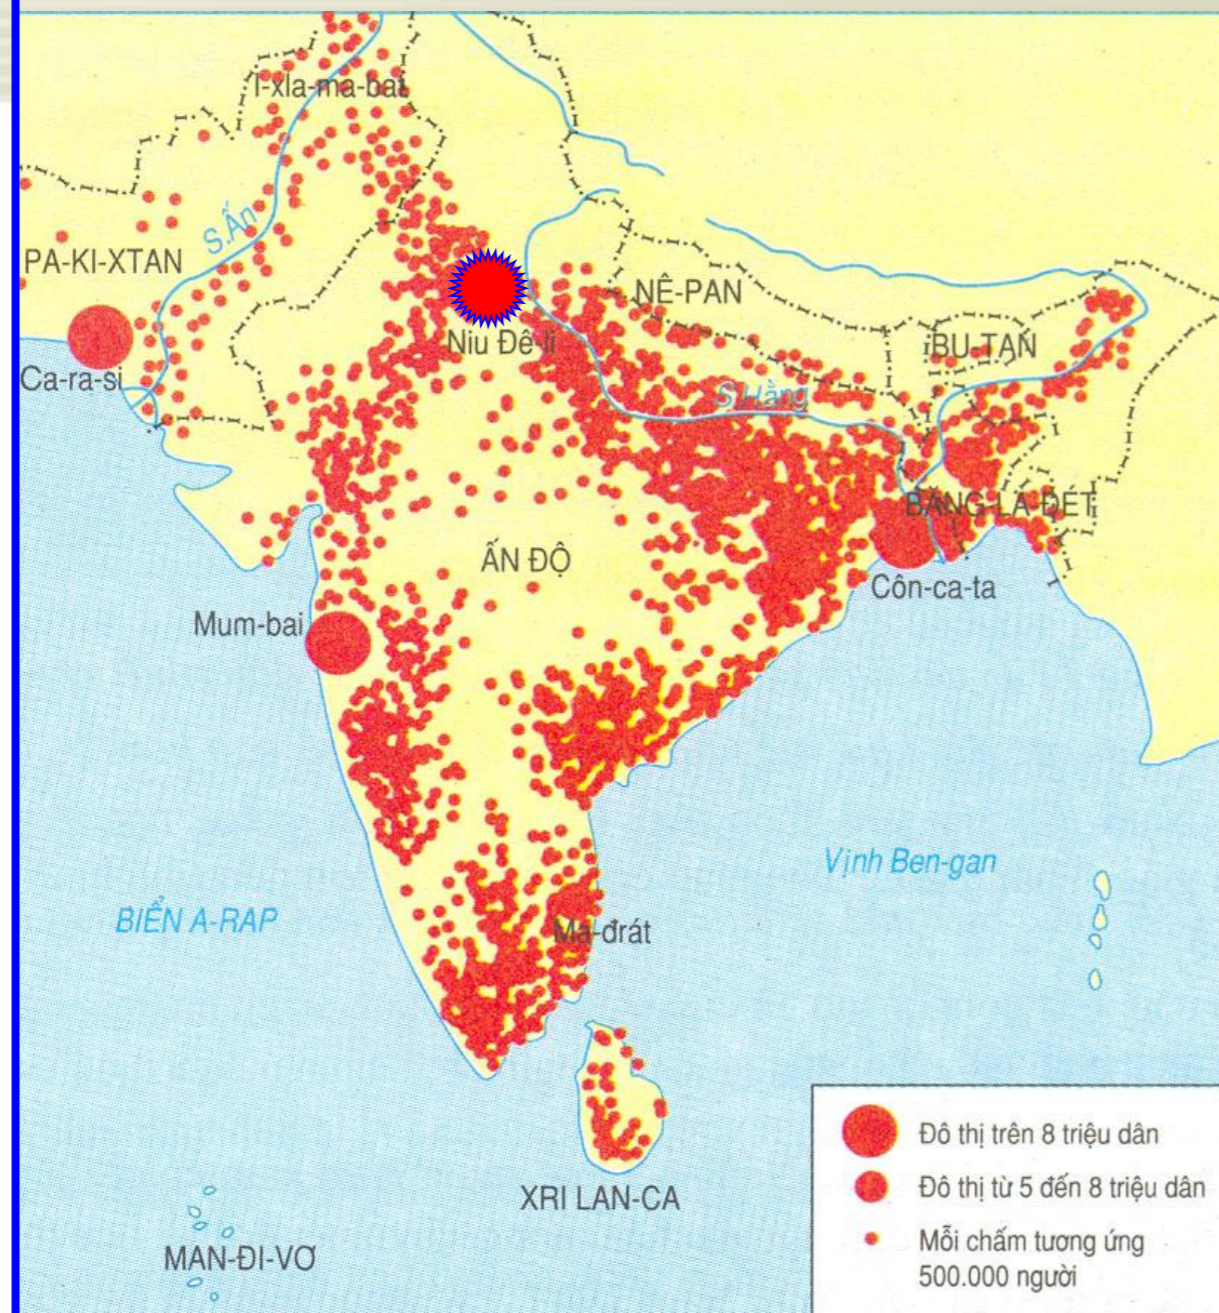 I-xla-ma-bat
S.Ấn
PA-KI-XTAN
NÊ-PAN
Niu Đê-li
BU-TAN
Ca-ra-si
S.Hằng
BĂNG-LA-ĐÉT
ẤN ĐỘ
Côn-ca-ta
Mum-bai
Vịnh Ben-gan
BIỂN A-RAP
Ma-đrát
Đô thị trên 8 triệu dân
Đô thị từ 5 đến 8 triệu dân
XRI LAN-CA
Mỗi chấm tương ứng
500.000 người
MAN-ĐI-VƠ